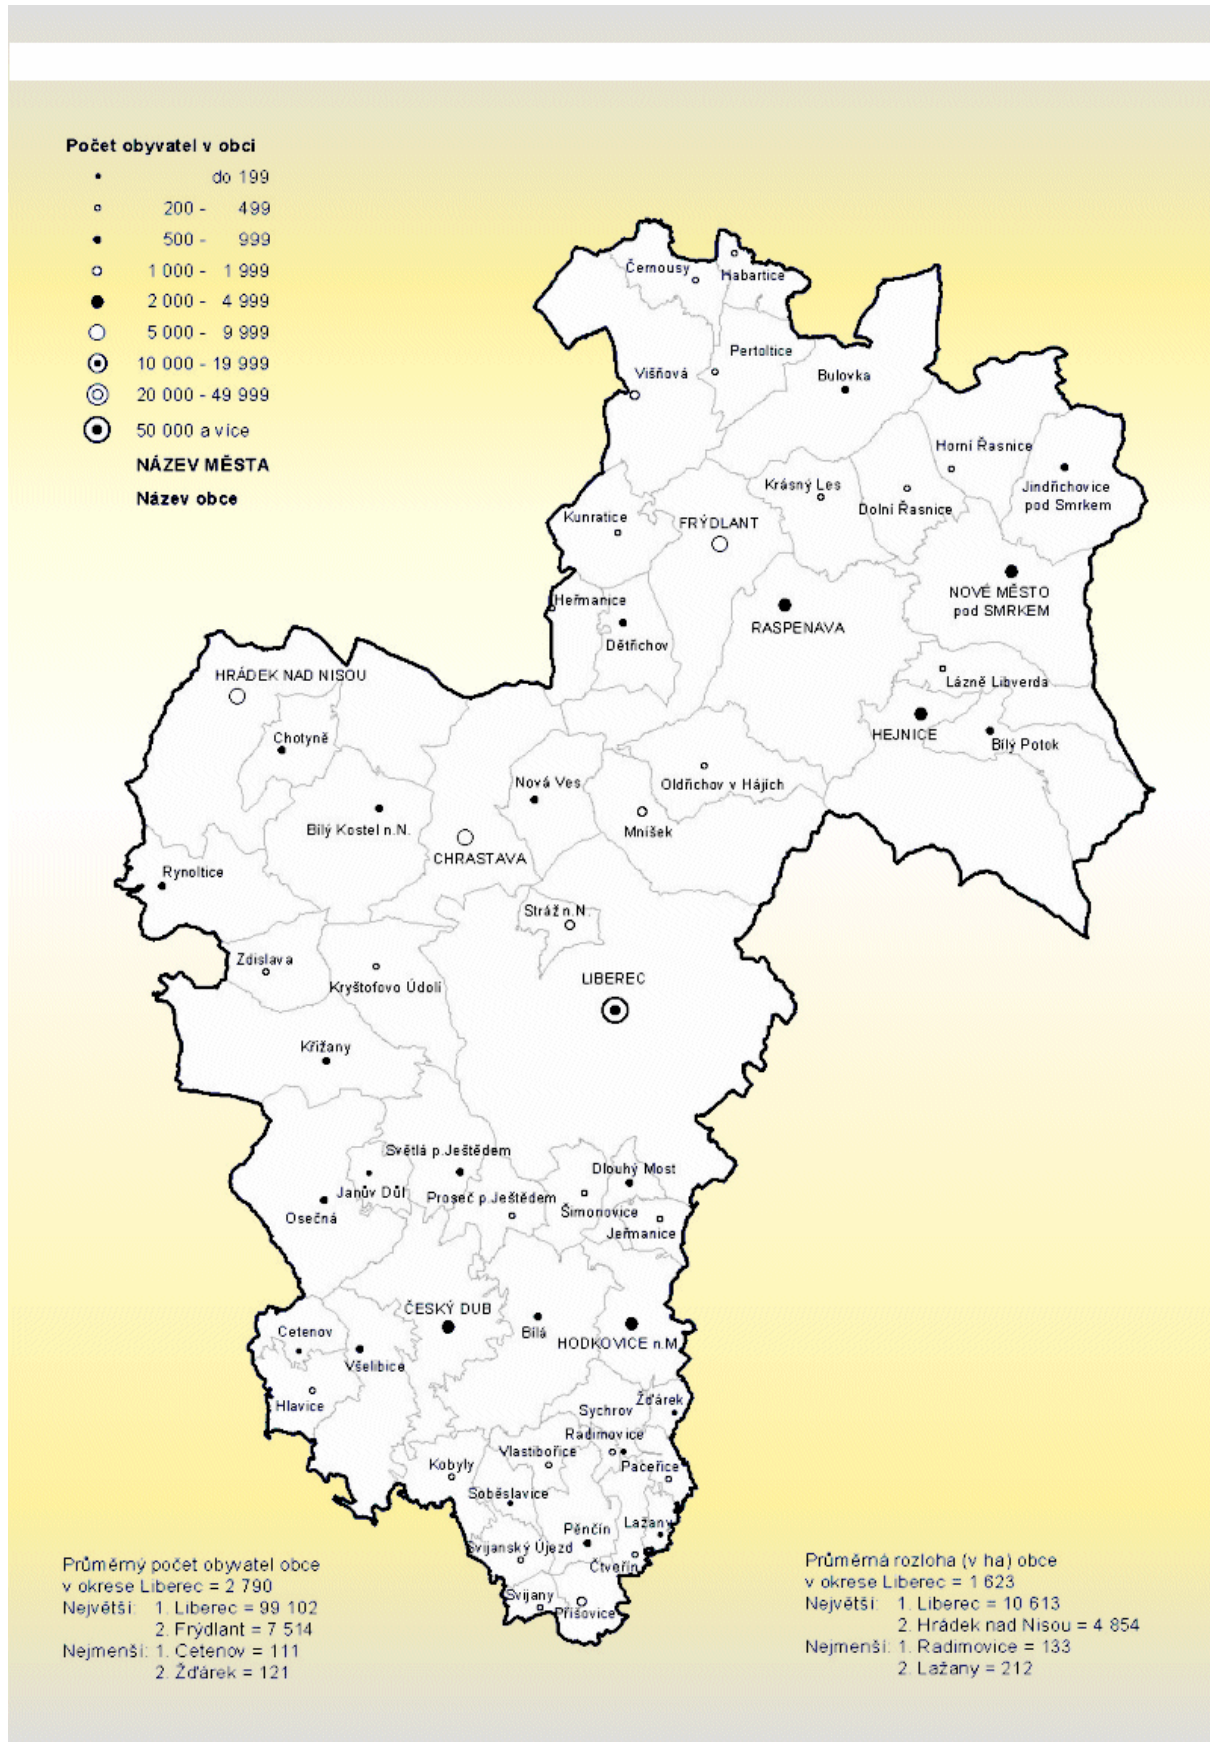 Počet obyvatel v obci
do 199
200 - 499
500 - 999
1 000 - 1 999
2 000 - 4 999
5 000 - 9 999
10 000 - 19 999
20 000 - 49 999
50 000 a více
NÁZEV MĚSTA
Název obce
Černousy
Habartice
Pertoltice
Višňová
Bulovka
Horní Řasnice
Krásný Les
Jindřichovice
pod Smrkem
Dolní Řasnice
Kunratice
FRÝDLANT
NOVÉ MĚSTO
pod SMRKEM
Heřmanice
RASPENAVA
Dětřichov
HRÁDEK NAD NISOU
Lázně Libverda
HEJNICE
Bílý Potok
Chotyně
Nová Ves
Oldřichov v Hájích
Bílý Kostel n.N.
Mníšek
CHRASTAVA
Rynoltice
Stráž n.N.
Zdislava
Kryštofovo Údolí
LIBEREC
Křižany
Světlá p.Ještědem
Dlouhý Most
Janův Důl
Proseč p.Ještědem
Šimonovice
Osečná
Jeřmanice
ČESKÝ DUB
Bílá
HODKOVICE n.M
Cetenov
Všelibice
Hlavice
Žďárek
Sychrov
Radimovice
Vlastibořice
Paceřice
Kobyly
Soběslavice
Lažany
Pěnčín
Svijanský Újezd
Čtveřín
Svijany
Příšovice
Průměrný počet obyvatel obce
v okrese Liberec = 2 790
Největší: 1. Liberec = 99 102
2. Frýdlant = 7 514
Nejmenší: 1. Cetenov = 111
2. Žďárek = 121
Průměrná rozloha (v ha) obce
v okrese Liberec = 1 623
Největší: 1. Liberec = 10 613
2. Hrádek nad Nisou = 4 854
Nejmenší: 1. Radimovice = 133
2. Lažany = 212